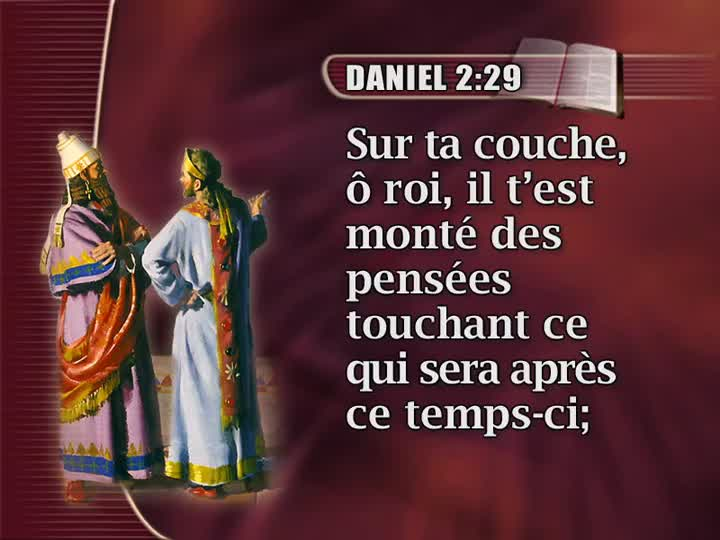 DANIEL 2:29
Sur ta couche,
ô roi, il t’est
monté des
pensées
touchant ce
qui sera après
ce temps-ci;